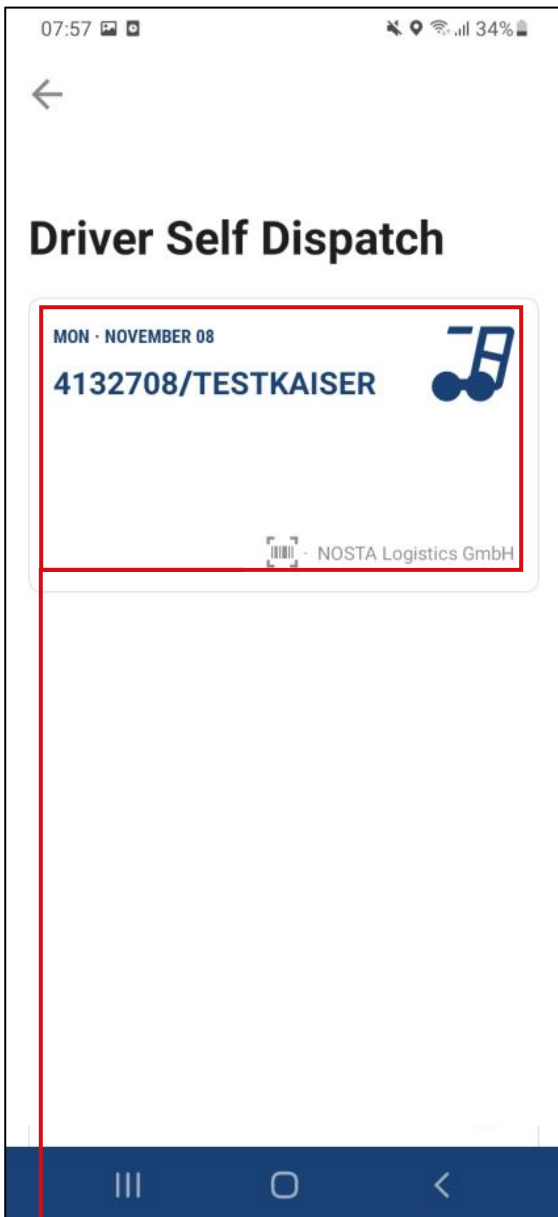 07:57 34%
Driver Self Dispatch
MON · NOVEMBER 08
4132708/TESTKAISER
· NOSTA Logistics GmbH